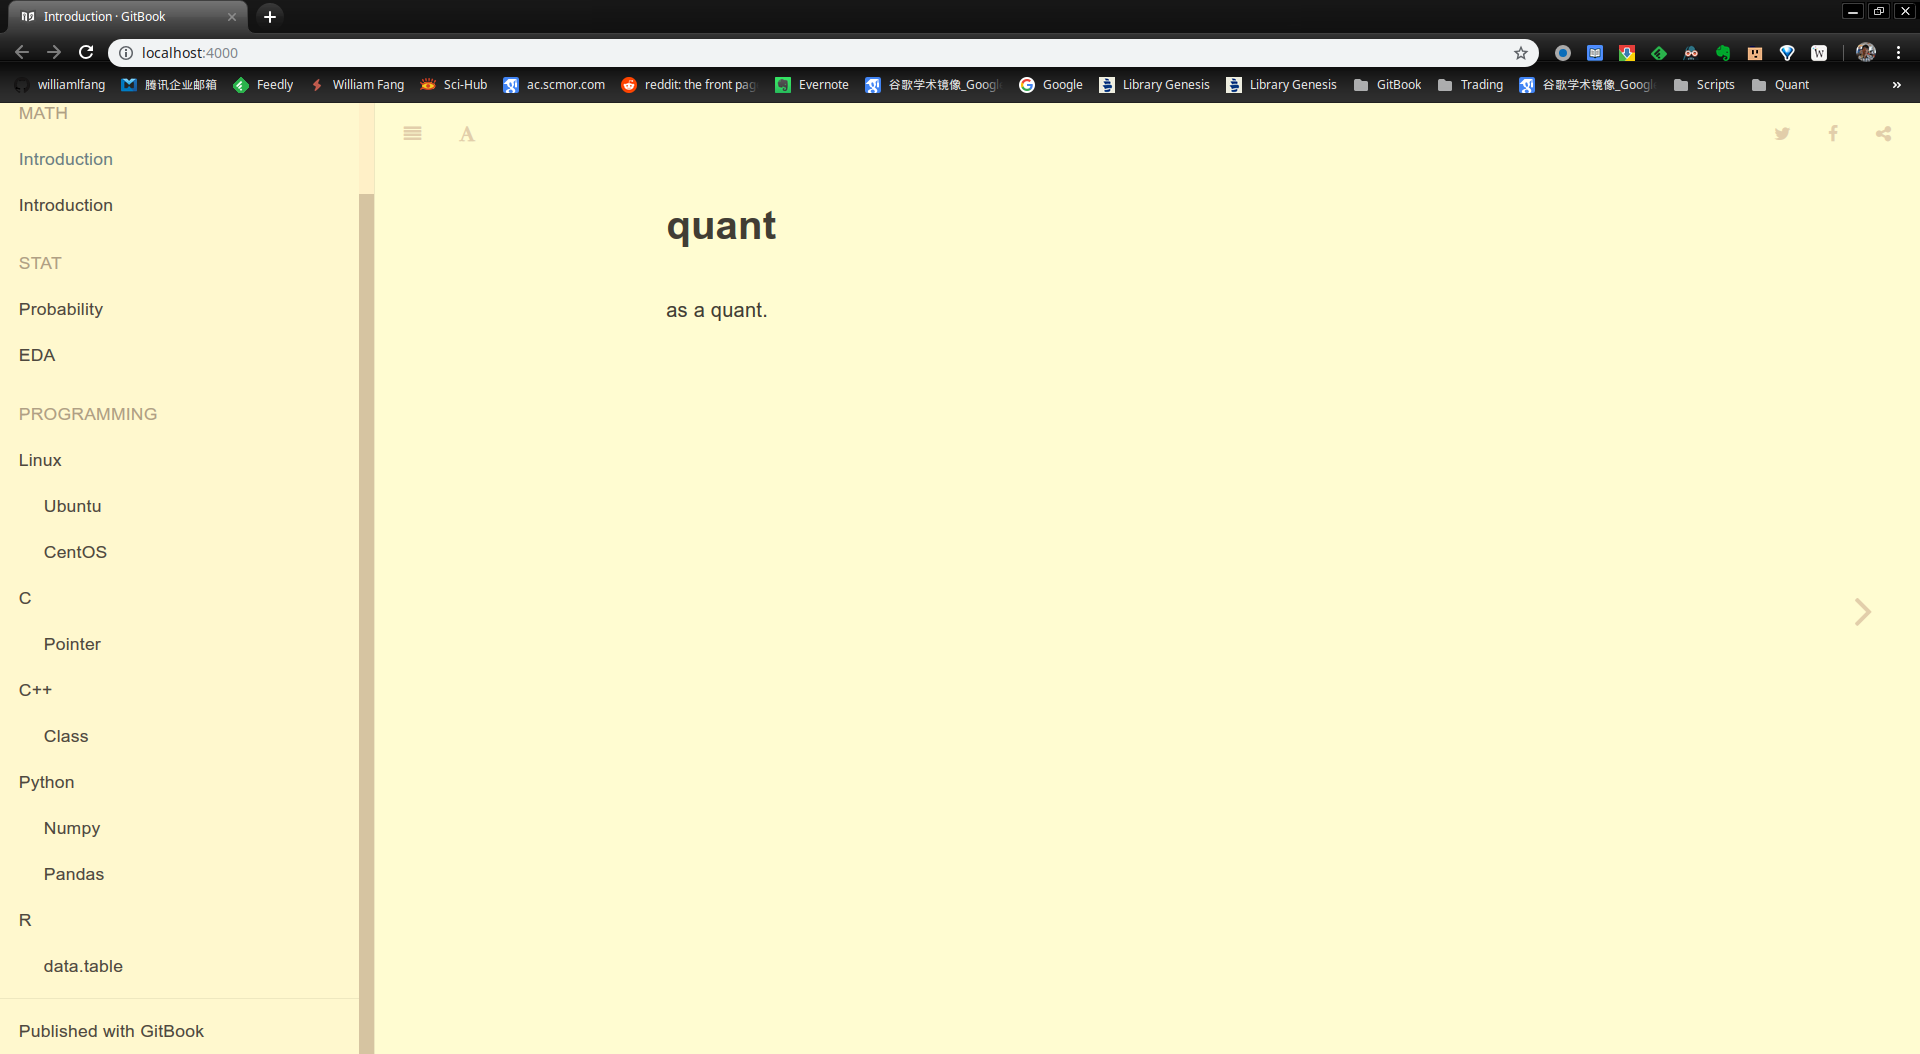 Introduction · GitBook
localhost:4000
williamlfang
腾讯企业邮箱
Feedly
William Fang
Sci-Hub
ac.scmor.com
reddit: the front pag
Evernote
谷歌学术镜像_Googl
Google
Library Genesis
Library Genesis
GitBook
Trading
谷歌学术镜像_Googl
Scripts
Quant
»
MATH
Introduction
Introduction
STAT
Probability
EDA
PROGRAMMING
Linux
Ubuntu
CentOS
C
Pointer
C++
Class
Python
Numpy
Pandas
R
data.table
Published with GitBook
A
quant
as a quant.